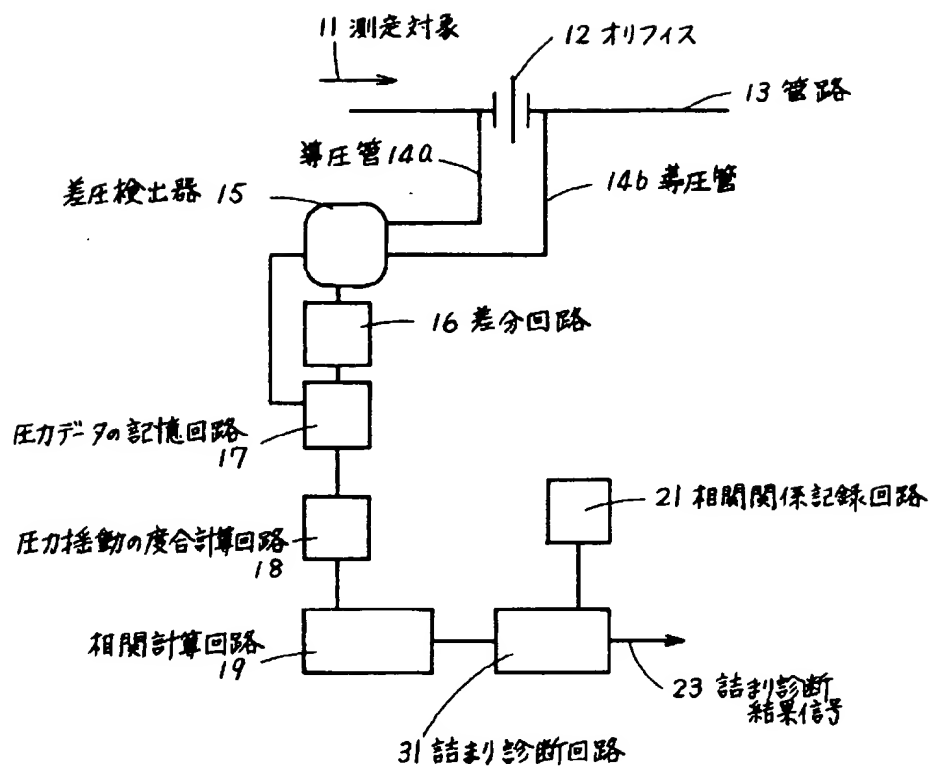 11 測定対象
12 オリフィス
13 管路
導圧管 14a
14b 導圧管
差圧検出器 15
16 差分回路
圧力データの記憶回路
17
21 相関関係記録回路
圧力揺動の度合計算回路
18
相関計算回路
19
23 詰まり診断
結果信号
31 詰まり診断回路